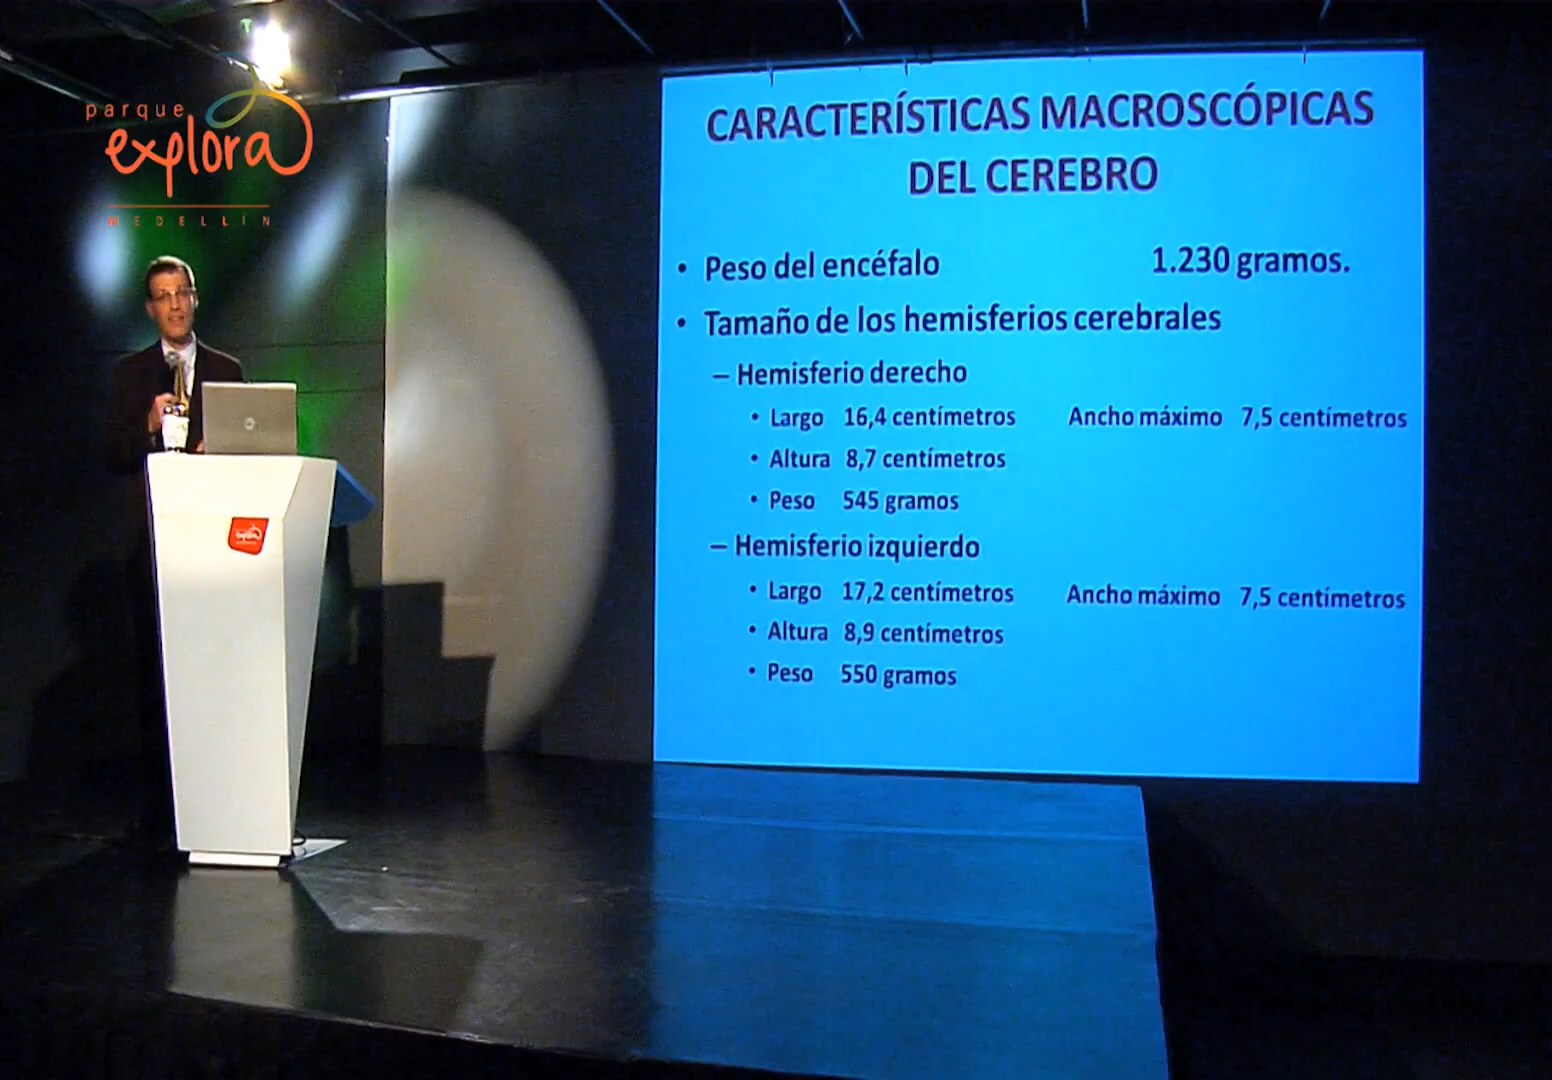 parque
explora
MEDELLÍN
CARACTERÍSTICAS MACROSCÓPICAS
DEL CEREBRO
• Peso del encéfalo 1.230 gramos.
• Tamaño de los hemisferios cerebrales
– Hemisferio derecho
• Largo 16,4 centímetros Ancho máximo 7,5 centímetros
• Altura 8,7 centímetros
• Peso 545 gramos
– Hemisferio izquierdo
• Largo 17,2 centímetros Ancho máximo 7,5 centímetros
• Altura 8,9 centímetros
• Peso 550 gramos